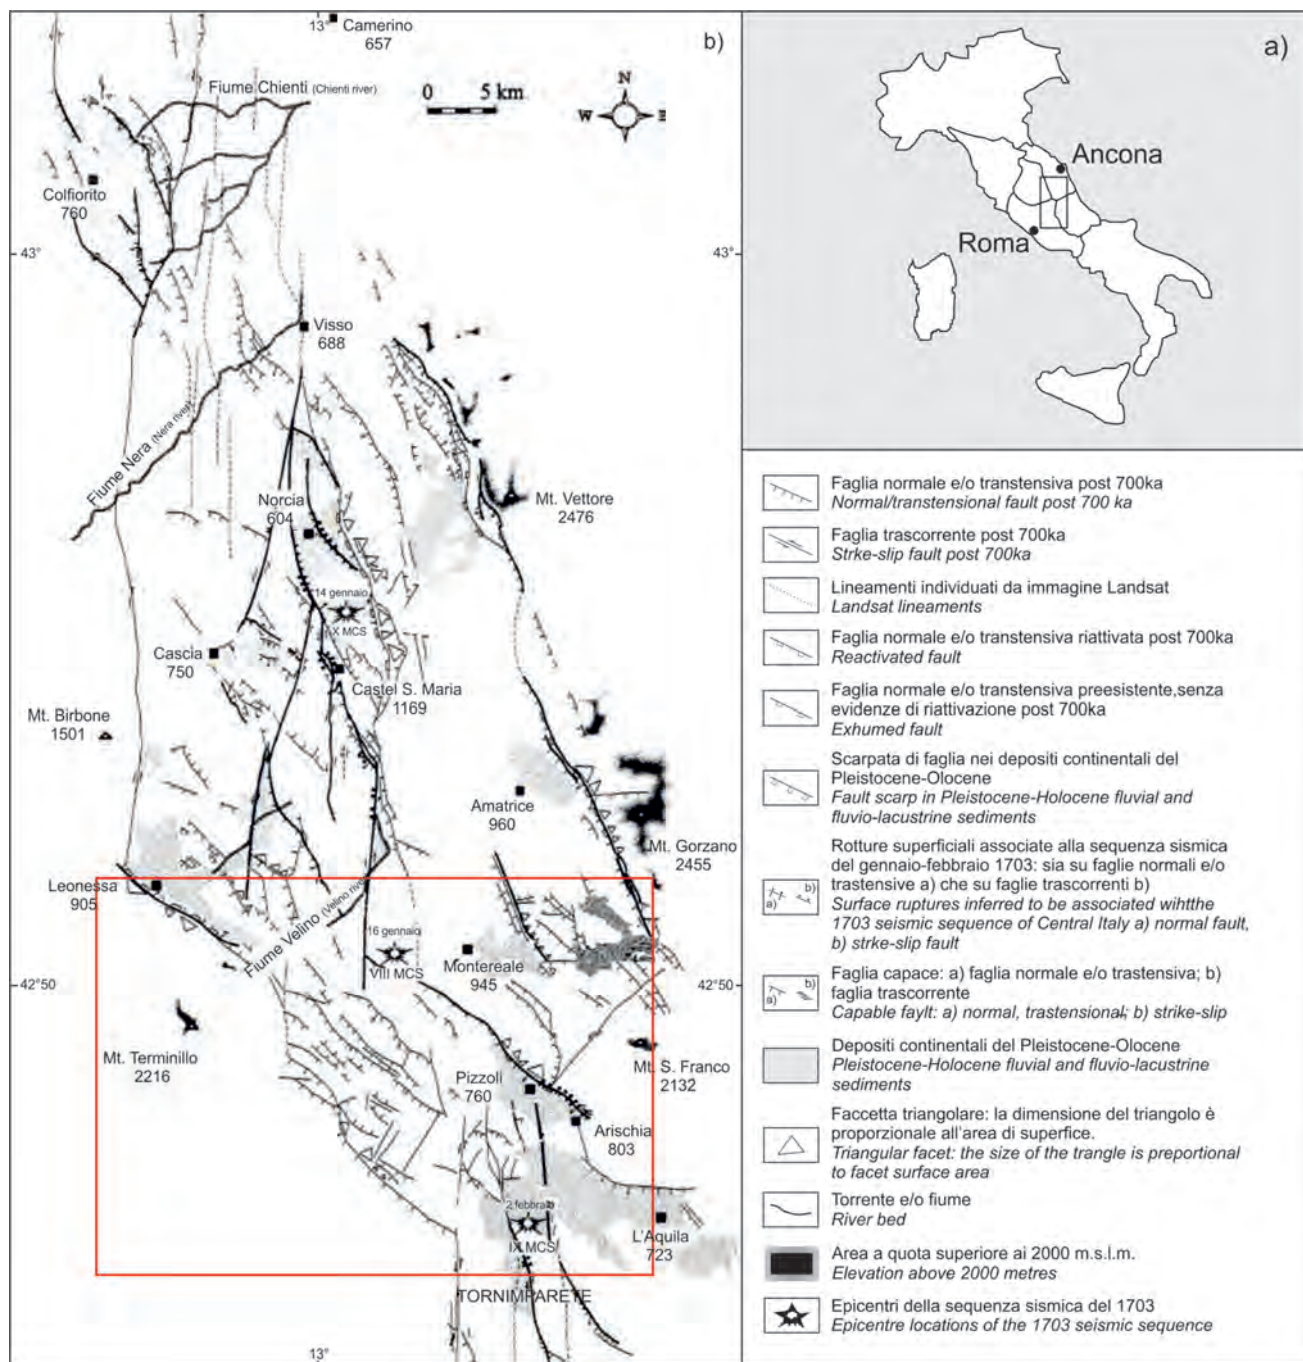 b)
13°
Camerino
657
Fiume Chienti (Chienti river)
0 5 km
N
W
E
Colfiorito
760
43°
43°
Visso
688
Fiume Nera (Nera river)
Mt. Vettore
2476
Norcia
604
14 gennaio
X MCS
Cascia
750
Castel S. Maria
1169
Mt. Birbone
1501
Amatrice
960
Mt. Gorzano
2455
Leonessa
905
Fiume Velino (Velino river)
16 gennaio
VIII MCS
Montereale
945
42°50
42°50
Mt. Terminillo
2216
Mt. S. Franco
2132
Pizzoli
760
Arischia
803
2 febbraio
IX MCS
L'Aquila
723
TORNIMPARETE
13°
a)
Ancona
Roma
Faglia normale e/o transtensiva post 700ka
Normal/transtensional fault post 700 ka
Faglia trascorrente post 700ka
Strke-slip fault post 700ka
Lineamenti individuati da immagine Landsat
Landsat lineaments
Faglia normale e/o transtensiva riattivata post 700ka
Reactivated fault
Faglia normale e/o transtensiva preesistente,senza
evidenze di riattivazione post 700ka
Exhumed fault
Scarpata di faglia nei depositi continentali del
Pleistocene-Olocene
Fault scarp in Pleistocene-Holocene fluvial and
fluvio-lacustrine sediments
Rotture superficiali associate alla sequenza sismica
del gennaio-febbraio 1703: sia su faglie normali e/o
trastensive a) che su faglie trascorrenti b)
a) b)
Surface ruptures inferred to be associated wihtthe
1703 seismic sequence of Central Italy a) normal fault,
b) strke-slip fault
Faglia capace: a) faglia normale e/o trastensiva; b)
faglia trascorrente
a) b)
Capable faylt: a) normal, trastensional; b) strike-slip
Depositi continentali del Pleistocene-Olocene
Pleistocene-Holocene fluvial and fluvio-lacustrine
sediments
Faccetta triangolare: la dimensione del triangolo è
proporzionale all'area di superfice.
Triangular facet: the size of the trangle is preportional
to facet surface area
Torrente e/o fiume
River bed
Area a quota superiore ai 2000 m.s.l.m.
Elevation above 2000 metres
Epicentri della sequenza sismica del 1703
Epicentre locations of the 1703 seismic sequence